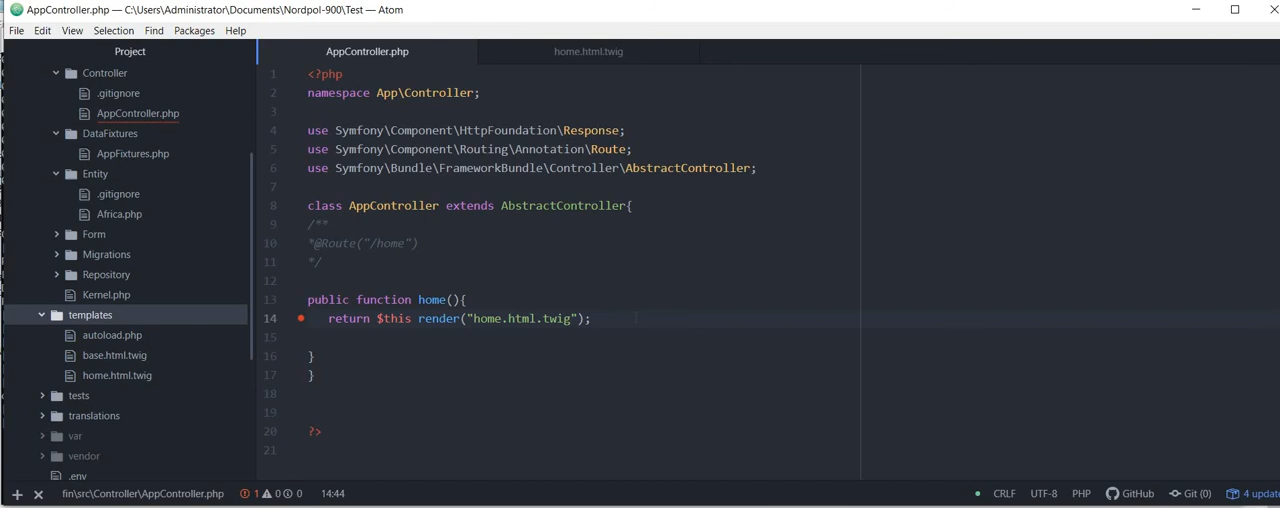 AppController.php — C:\Users\Administrator\Documents\Nordpol-900\Test — Atom
File Edit View Selection Find Packages Help
Project
Controller
.gitignore
AppController.php
DataFixtures
AppFixtures.php
Entity
.gitignore
Africa.php
Form
Migrations
Repository
Kernel.php
templates
autoload.php
base.html.twig
home.html.twig
tests
translations
var
vendor
.env
AppController.php home.html.twig
1 <?php
2 namespace App\Controller;
3
4 use Symfony\Component\HttpFoundation\Response;
5 use Symfony\Component\Routing\Annotation\Route;
6 use Symfony\Bundle\FrameworkBundle\Controller\AbstractController;
7
8 class AppController extends AbstractController{
9 /**
10 *@Route("/home")
11 */
12
13 public function home(){
14 return $this render("home.html.twig");
15
16 }
17 }
18
19
20 ?>
21
fin\src\Controller\AppController.php 1 0 0 14:44 CRLF UTF-8 PHP GitHub Git (0) 4 update